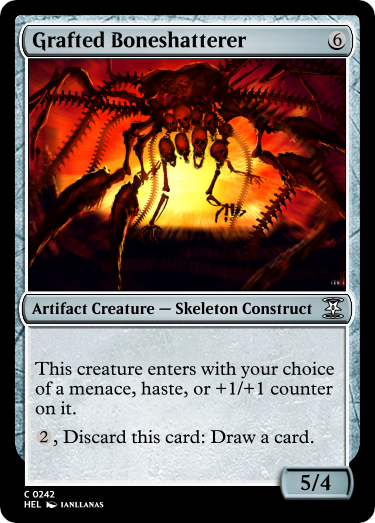 Grafted Boneshatterer 6
Artifact Creature — Skeleton Construct
This creature enters with your choice
of a menace, haste, or +1/+1 counter
on it.
2, Discard this card: Draw a card.
5/4
C 0242
HEL IANLLANAS